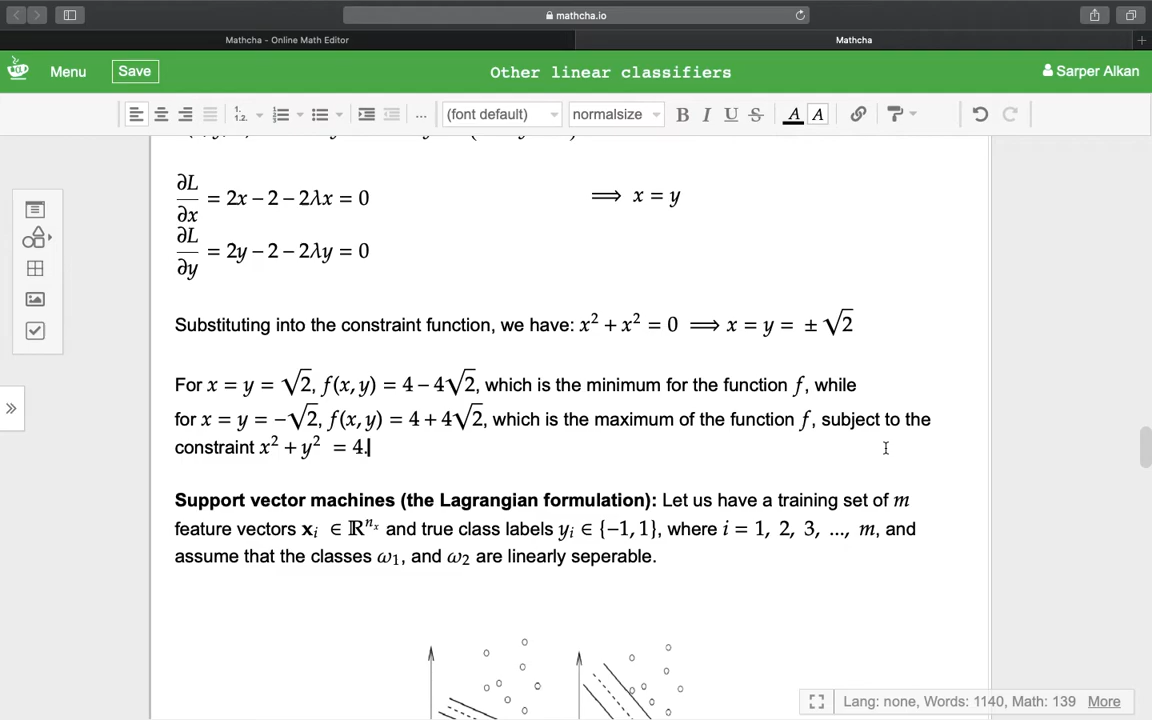 mathcha.io
Mathcha - Online Math Editor
Mathcha
Menu
Save
Other linear classifiers
Sarper Alkan
1.
1.2.
...
(font default)
normalsize
B I U S A A
∂L/∂x = 2x – 2 – 2λx = 0 ⟹ x = y
∂L/∂y = 2y – 2 – 2λy = 0
Substituting into the constraint function, we have: x² + x² = 0 ⟹ x = y = ± √2
For x = y = √2, f(x, y) = 4 – 4√2, which is the minimum for the function f, while
for x = y = –√2, f(x, y) = 4 + 4√2, which is the maximum of the function f, subject to the
constraint x² + y² = 4.
Support vector machines (the Lagrangian formulation): Let us have a training set of m
feature vectors xᵢ ∈ ℝ^{n_x} and true class labels yᵢ ∈ {–1, 1}, where i = 1, 2, 3, ..., m, and
assume that the classes ω₁, and ω₂ are linearly seperable.
Lang: none, Words: 1140, Math: 139 More